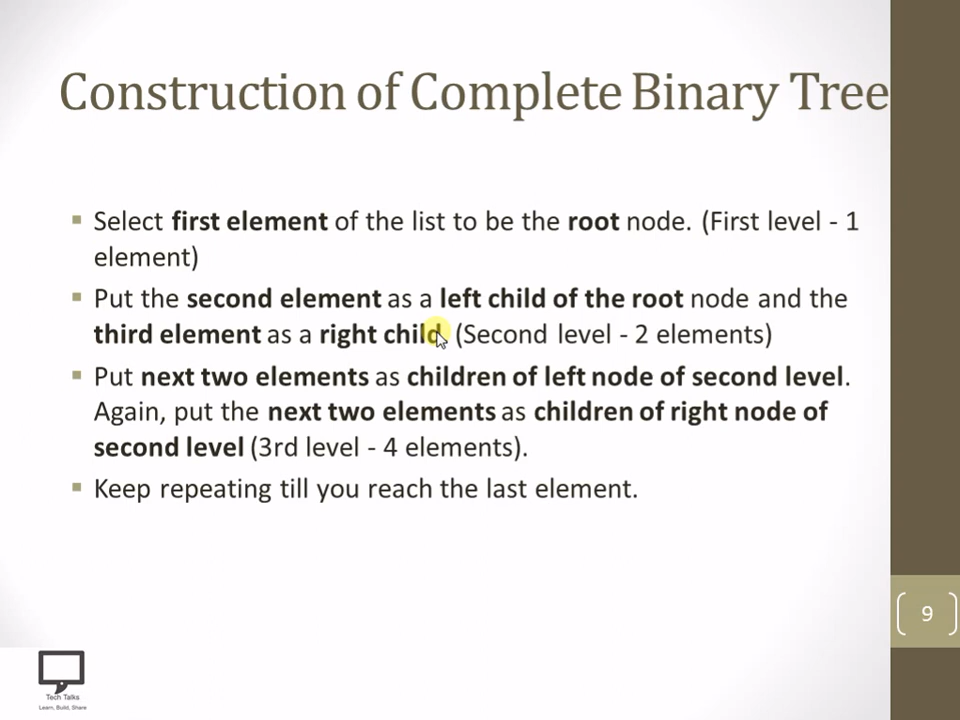 Construction of Complete Binary Tree
▪ Select first element of the list to be the root node. (First level - 1
element)
▪ Put the second element as a left child of the root node and the
third element as a right child. (Second level - 2 elements)
▪ Put next two elements as children of left node of second level.
Again, put the next two elements as children of right node of
second level (3rd level - 4 elements).
▪ Keep repeating till you reach the last element.
9
Tech Talks
Learn, Build, Share